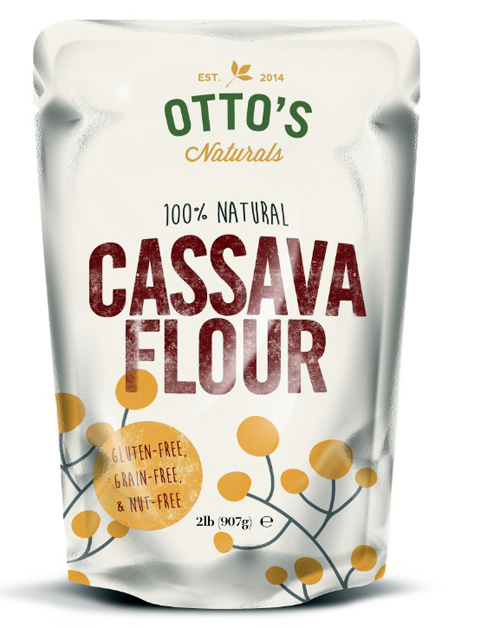 EST. 2014
OTTO'S
Naturals
100% NATURAL
CASSAVA
FLOUR
GLUTEN-FREE,
GRAIN-FREE,
& NUT-FREE
2lb (907g) ℮